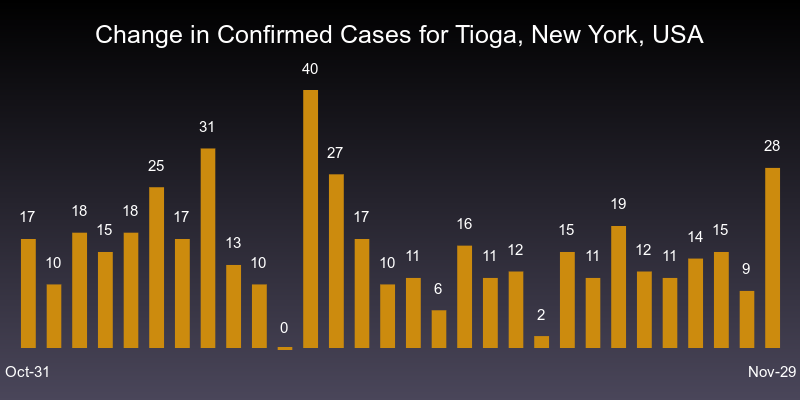 Change in Confirmed Cases for Tioga, New York, USA
17 10 18 15 18 25 17 31 13 10 0 40 27 17 10 11 6 16 11 12 2 15 11 19 12 11 14 15 9 28
Oct-31 Nov-29